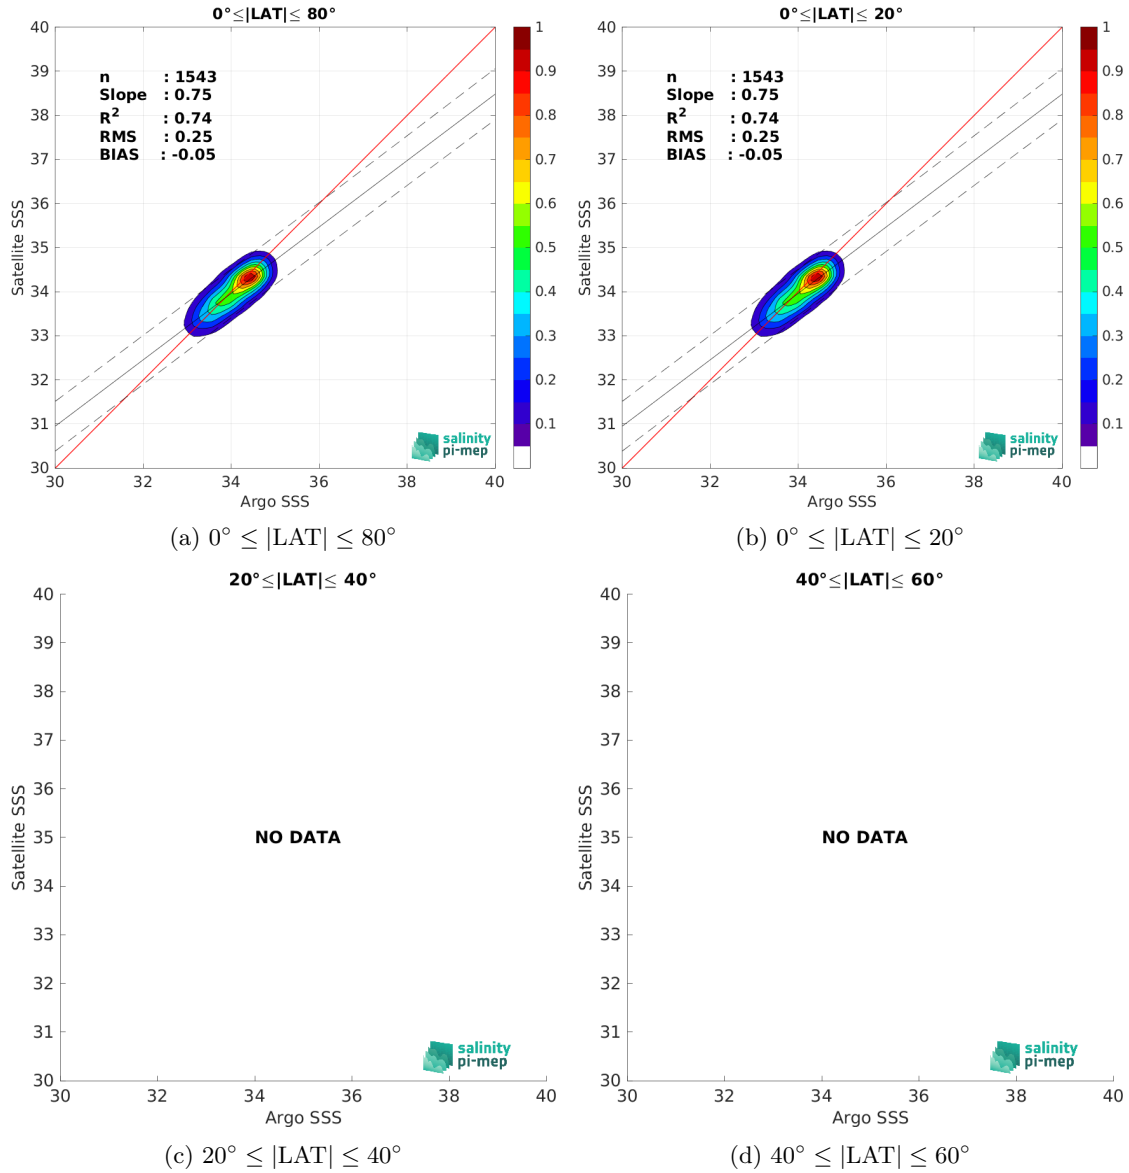 0°≤|LAT|≤ 80°
n : 1543
Slope : 0.75
R² : 0.74
RMS : 0.25
BIAS : -0.05
40
39
38
37
36
35
34
33
32
31
30
Satellite SSS
30 32 34 36 38 40
Argo SSS
1
0.9
0.8
0.7
0.6
0.5
0.4
0.3
0.2
0.1
salinity
pi-mep
(a) 0° ≤ |LAT| ≤ 80°
0°≤|LAT|≤ 20°
n : 1543
Slope : 0.75
R² : 0.74
RMS : 0.25
BIAS : -0.05
40
39
38
37
36
35
34
33
32
31
30
Satellite SSS
30 32 34 36 38 40
Argo SSS
1
0.9
0.8
0.7
0.6
0.5
0.4
0.3
0.2
0.1
salinity
pi-mep
(b) 0° ≤ |LAT| ≤ 20°
20°≤|LAT|≤ 40°
40
39
38
37
36
35
34
33
32
31
30
Satellite SSS
NO DATA
30 32 34 36 38 40
Argo SSS
salinity
pi-mep
(c) 20° ≤ |LAT| ≤ 40°
40°≤|LAT|≤ 60°
40
39
38
37
36
35
34
33
32
31
30
Satellite SSS
NO DATA
30 32 34 36 38 40
Argo SSS
salinity
pi-mep
(d) 40° ≤ |LAT| ≤ 60°